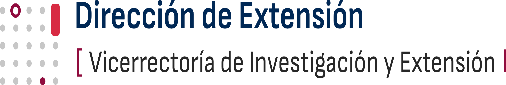 Dirección de Extensión
[ Vicerrectoría de Investigación y Extensión ]